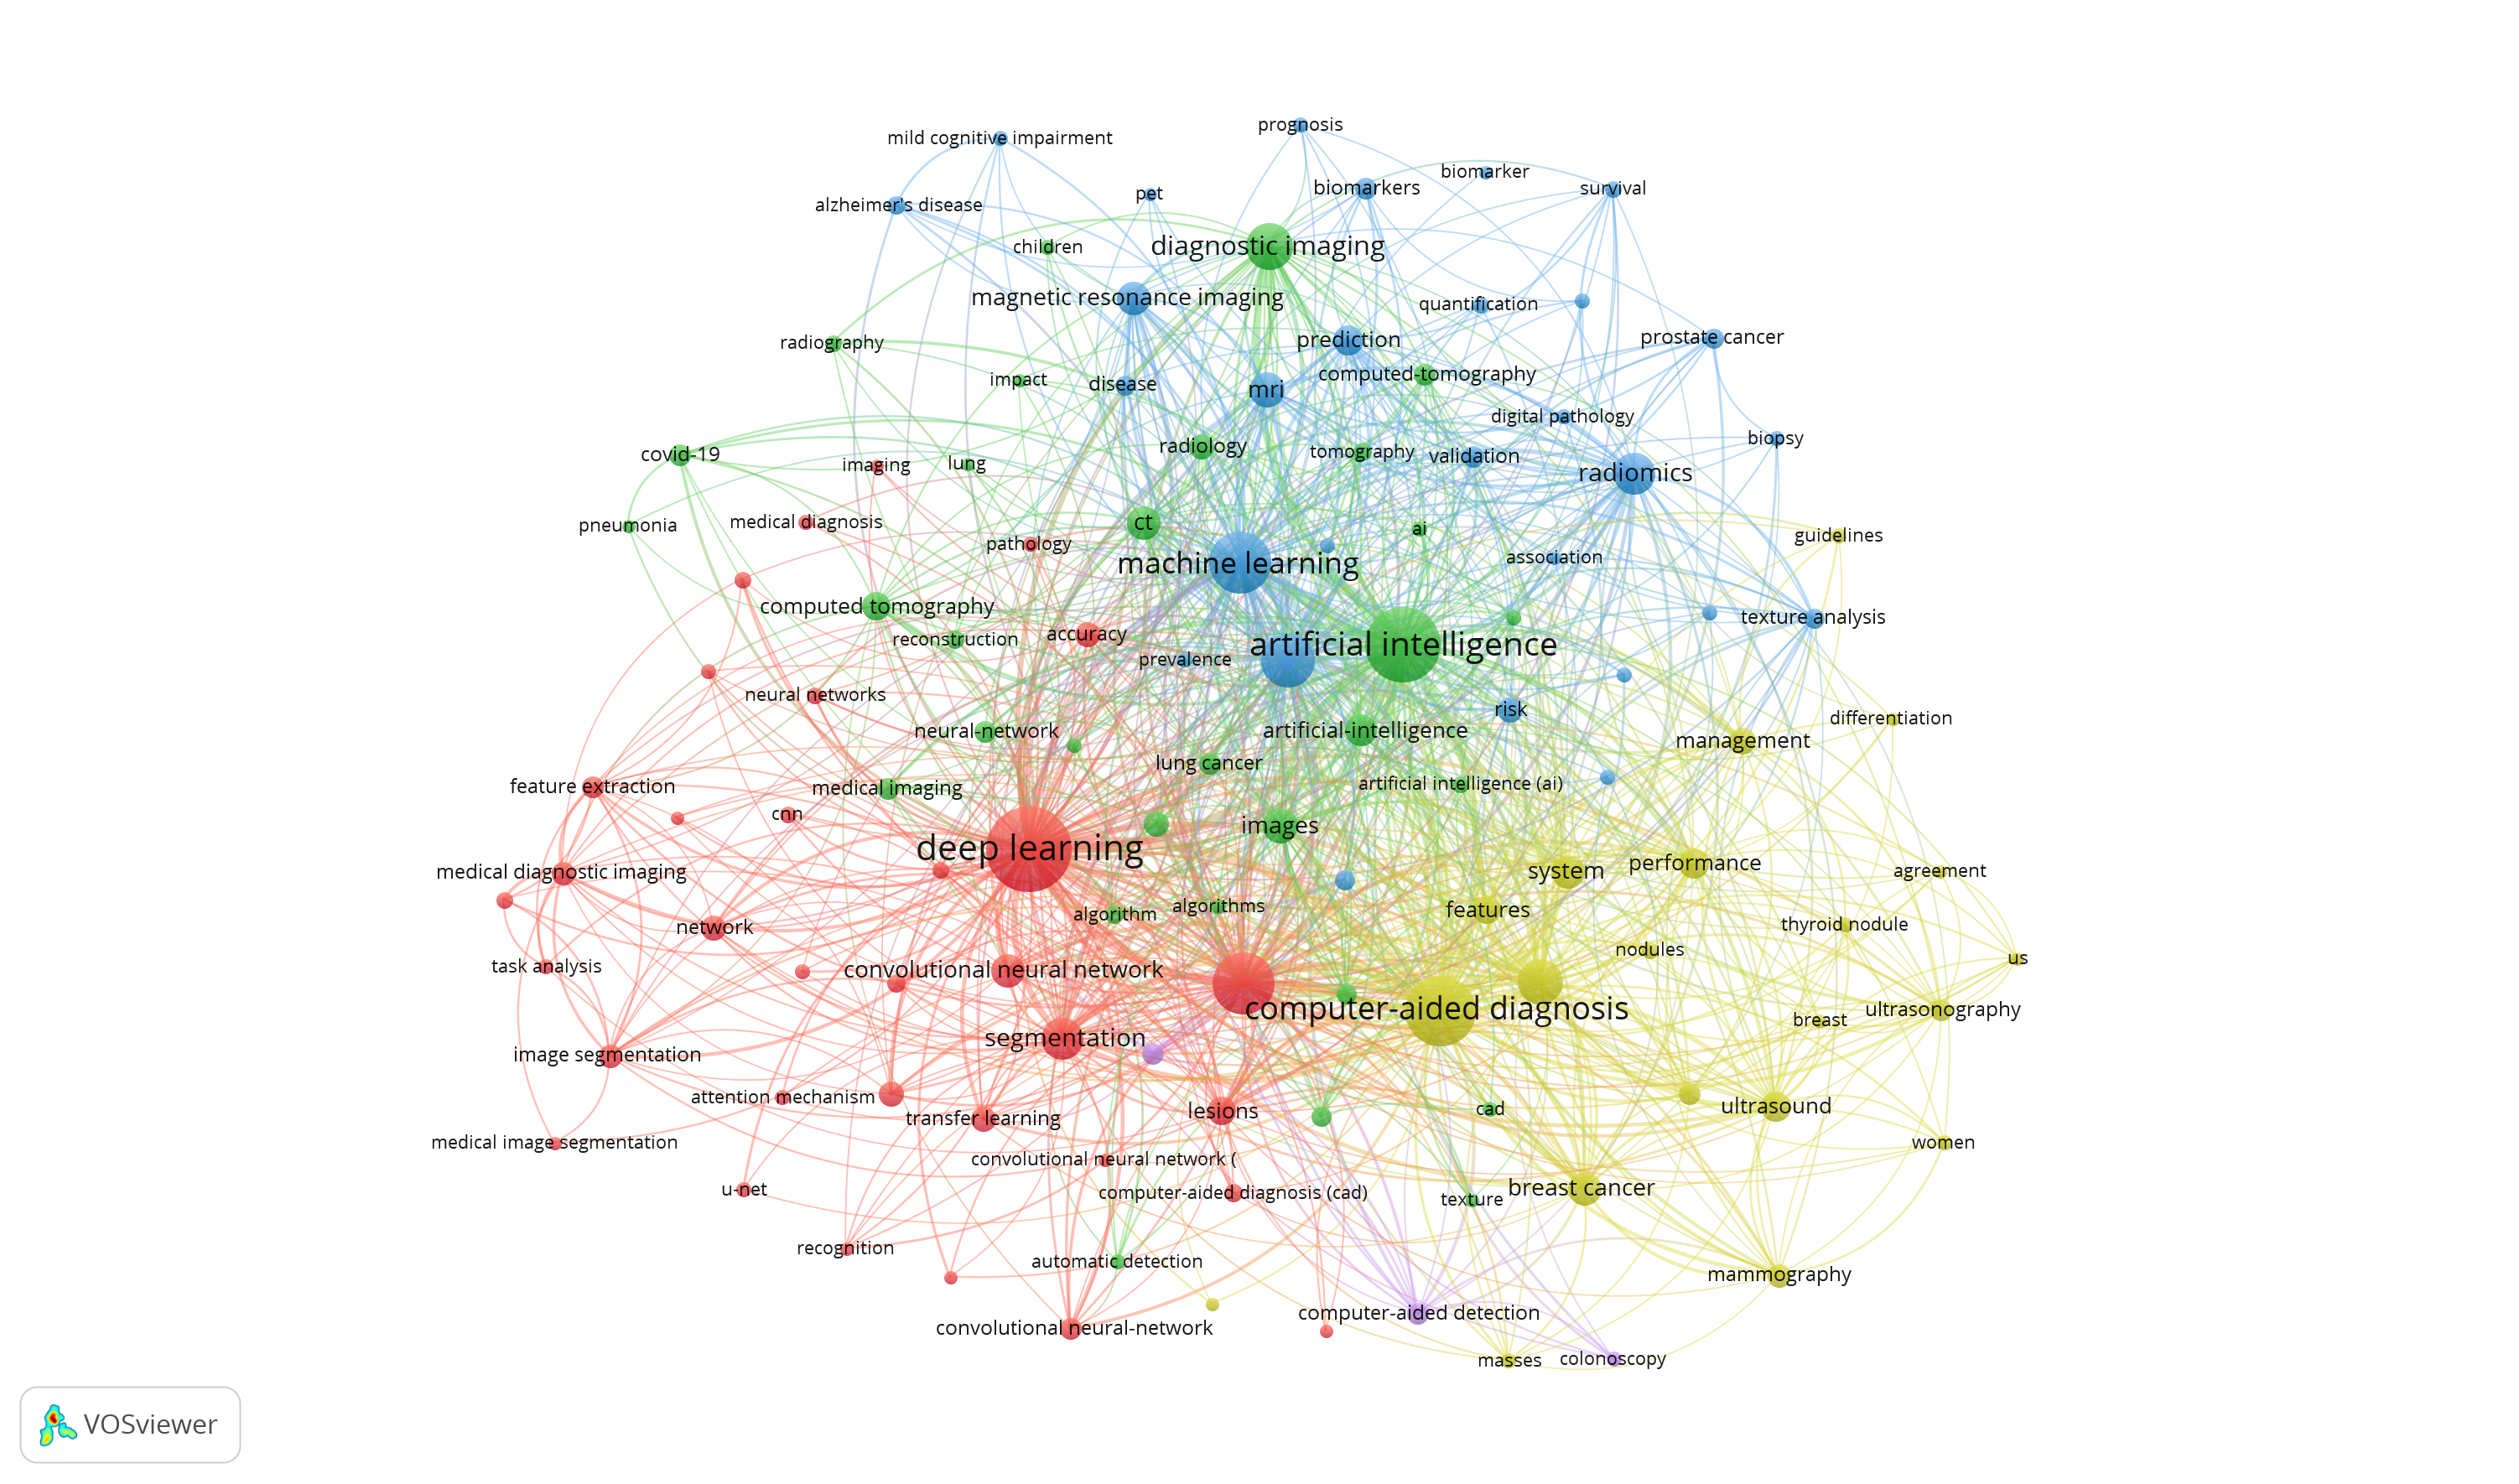 prognosis
mild cognitive impairment
biomarker
biomarkers
survival
pet
alzheimer's disease
diagnostic imaging
children
magnetic resonance imaging
quantification
prostate cancer
prediction
radiography
computed-tomography
impact
disease
mri
digital pathology
biopsy
radiology
tomography
validation
covid-19
imaging
lung
radiomics
medical diagnosis
ct
pneumonia
ai
guidelines
pathology
association
machine learning
computed tomography
texture analysis
accuracy
reconstruction
artificial intelligence
prevalence
neural networks
risk
differentiation
neural-network
artificial-intelligence
management
lung cancer
artificial intelligence (ai)
feature extraction
medical imaging
cnn
images
deep learning
performance
system
agreement
medical diagnostic imaging
algorithms
features
algorithm
thyroid nodule
network
nodules
us
task analysis
convolutional neural network
computer-aided diagnosis
ultrasonography
breast
segmentation
image segmentation
attention mechanism
ultrasound
cad
lesions
transfer learning
medical image segmentation
women
convolutional neural network (
u-net
breast cancer
computer-aided diagnosis (cad)
texture
recognition
automatic detection
mammography
computer-aided detection
convolutional neural-network
masses
colonoscopy
VOSviewer